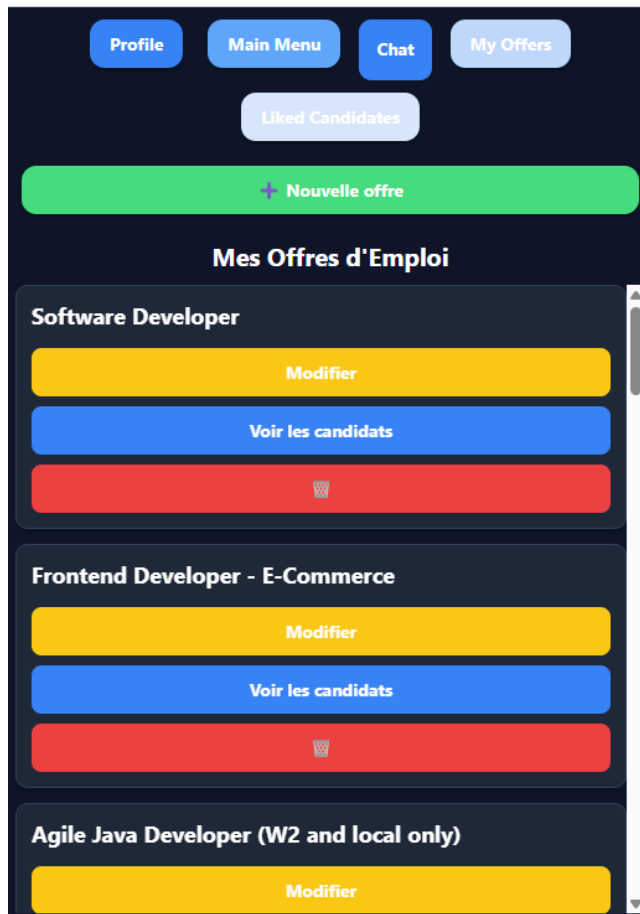 Profile
Main Menu
Chat
My Offers
Liked Candidates
Nouvelle offre
Mes Offres d'Emploi
Software Developer
Modifier
Voir les candidats
Frontend Developer - E-Commerce
Modifier
Voir les candidats
Agile Java Developer (W2 and local only)
Modifier